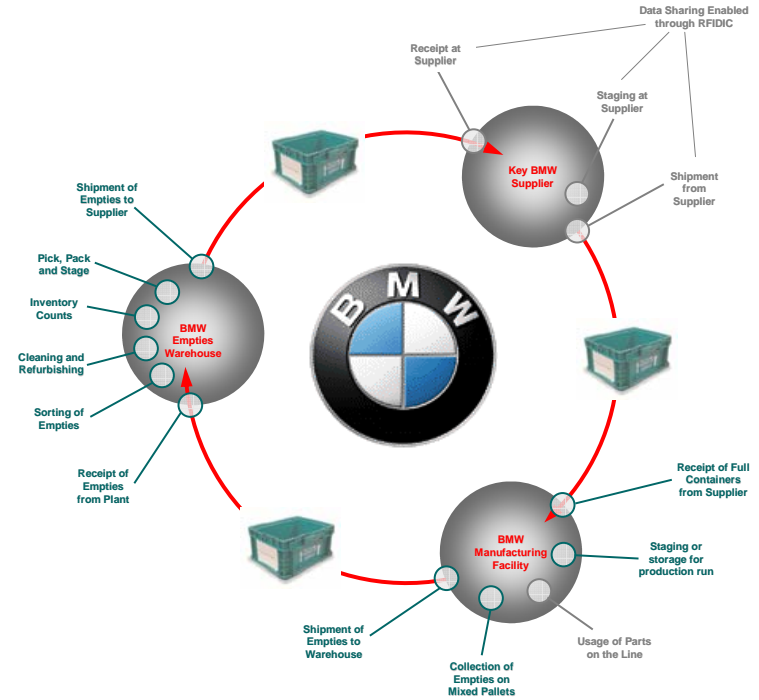 Data Sharing Enabled
through RFIDIC
Receipt at
Supplier
Staging at
Supplier
Key BMW
Supplier
Shipment
from
Supplier
Shipment of
Empties to
Supplier
Pick, Pack
and Stage
Inventory
Counts
Cleaning and
Refurbishing
Sorting of
Empties
Receipt of
Empties
from Plant
BMW
Empties
Warehouse
BMW
Receipt of Full
Containers
from Supplier
BMW
Manufacturing
Facility
Staging or
storage for
production run
Usage of Parts
on the Line
Shipment of
Empties to
Warehouse
Collection of
Empties on
Mixed Pallets